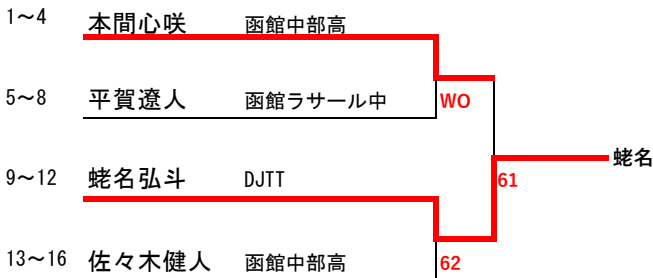 1～4 本間心咲 函館中部高
5～8 平賀遼人 函館ラサール中
WO
蛯名
9～12 蛯名弘斗 DJTT
61
13～16 佐々木健人 函館中部高
62